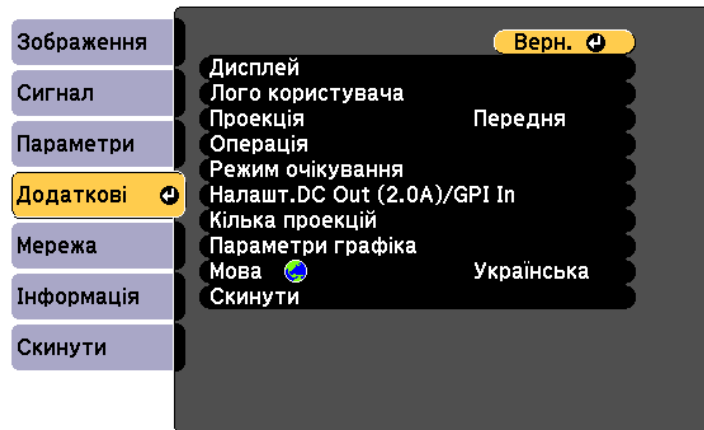 Зображення
Сигнал
Параметри
Додаткові
Мережа
Інформація
Скинути
Верн.
Дисплей
Лого користувача
Проекція Передня
Операція
Режим очікування
Налашт.DC Out (2.0A)/GPI In
Кілька проекцій
Параметри графіка
Мова Українська
Скинути